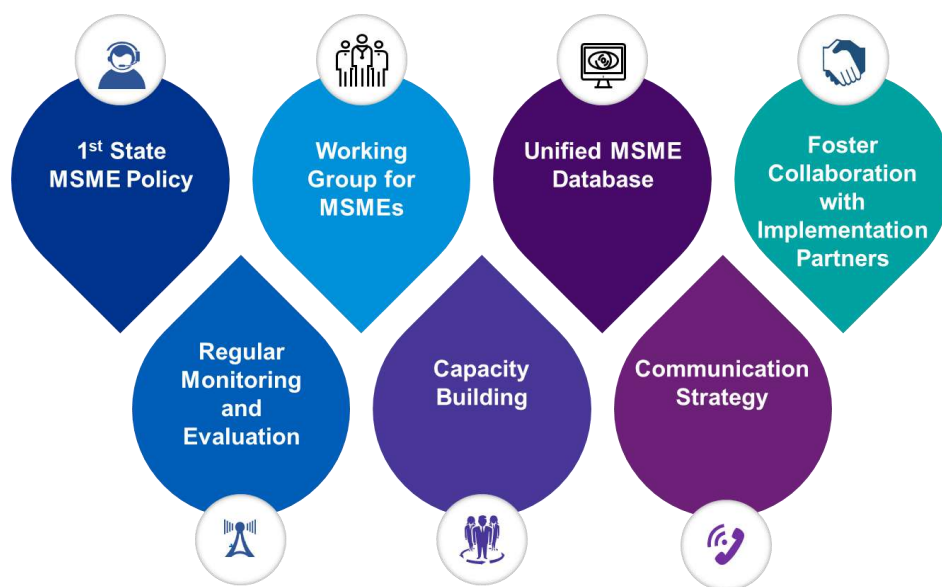 1st State
MSME Policy
Working
Group for
MSMEs
Unified MSME
Database
Foster
Collaboration
with
Implementation
Partners
Regular
Monitoring
and
Evaluation
Capacity
Building
Communication
Strategy